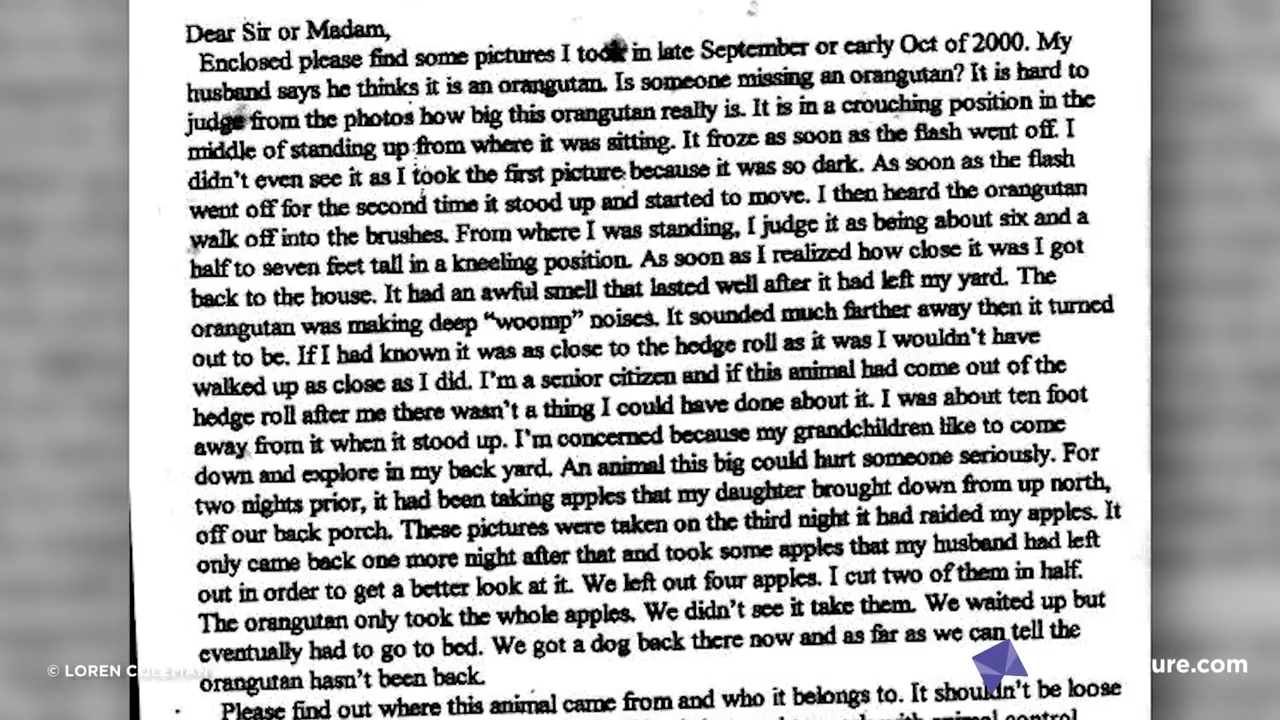 Dear Sir or Madam,
Enclosed please find some pictures I took in late September or early Oct of 2000. My
husband says he thinks it is an orangutan. Is someone missing an orangutan? It is hard to
judge from the photos how big this orangutan really is. It is in a crouching position in the
middle of standing up from where it was sitting. It froze as soon as the flash went off. I
didn't even see it as I took the first picture because it was so dark. As soon as the flash
went off for the second time it stood up and started to move. I then heard the orangutan
walk off into the brushes. From where I was standing, I judge it as being about six and a
half to seven feet tall in a kneeling position. As soon as I realized how close it was I got
back to the house. It had an awful smell that lasted well after it had left my yard. The
orangutan was making deep "woomp" noises. It sounded much farther away then it turned
out to be. If I had known it was as close to the hedge roll as it was I wouldn't have
walked up as close as I did. I'm a senior citizen and if this animal had come out of the
hedge roll after me there wasn't a thing I could have done about it. I was about ten foot
away from it when it stood up. I'm concerned because my grandchildren like to come
down and explore in my back yard. An animal this big could hurt someone seriously. For
two nights prior, it had been taking apples that my daughter brought down from up north,
off our back porch. These pictures were taken on the third night it had raided my apples. It
only came back one more night after that and took some apples that my husband had left
out in order to get a better look at it. We left out four apples. I cut two of them in half.
The orangutan only took the whole apples. We didn't see it take them. We waited up but
eventually had to go to bed. We got a dog back there now and as far as we can tell the
orangutan hasn't been back.
Please find out where this animal came from and who it belongs to. It shouldn't be loose
with animal control
© LOREN COLEMAN
ure.com